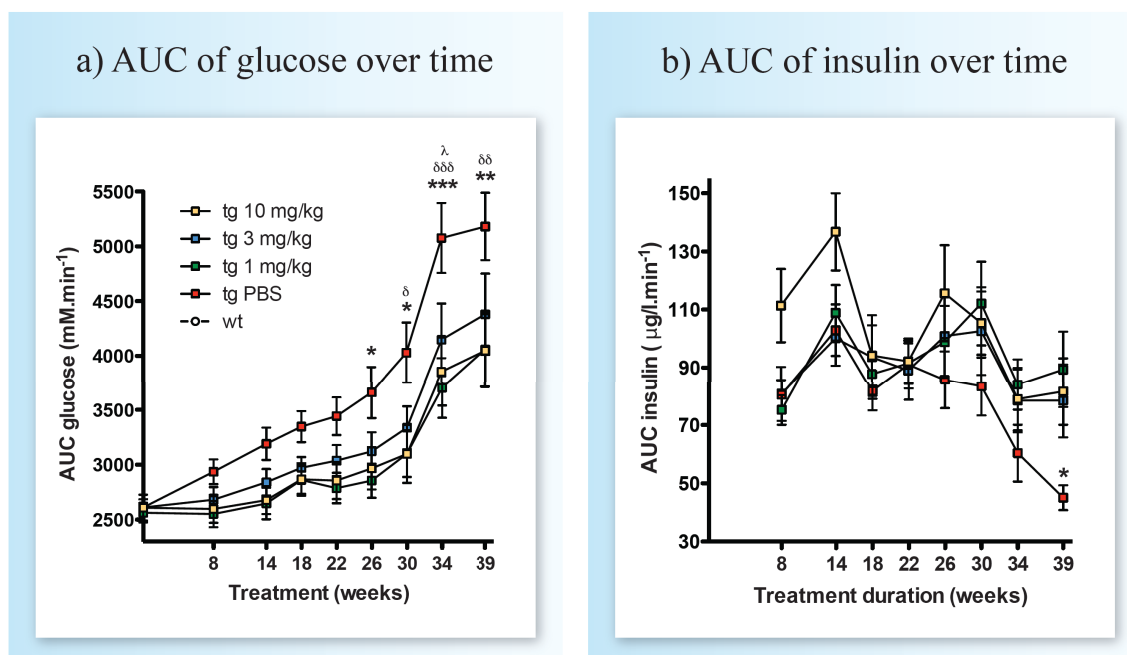 a) AUC of glucose over time
λ
δδδ
***
δδ
**
δ
*
*
5500
5000
4500
4000
3500
3000
2500
AUC glucose (mM.min⁻¹)
tg 10 mg/kg
tg 3 mg/kg
tg 1 mg/kg
tg PBS
wt
8 14 18 22 26 30 34 39
Treatment (weeks)
b) AUC of insulin over time
150
130
110
90
70
50
30
AUC insulin ( μg/l.min⁻¹)
*
8 14 18 22 26 30 34 39
Treatment duration (weeks)